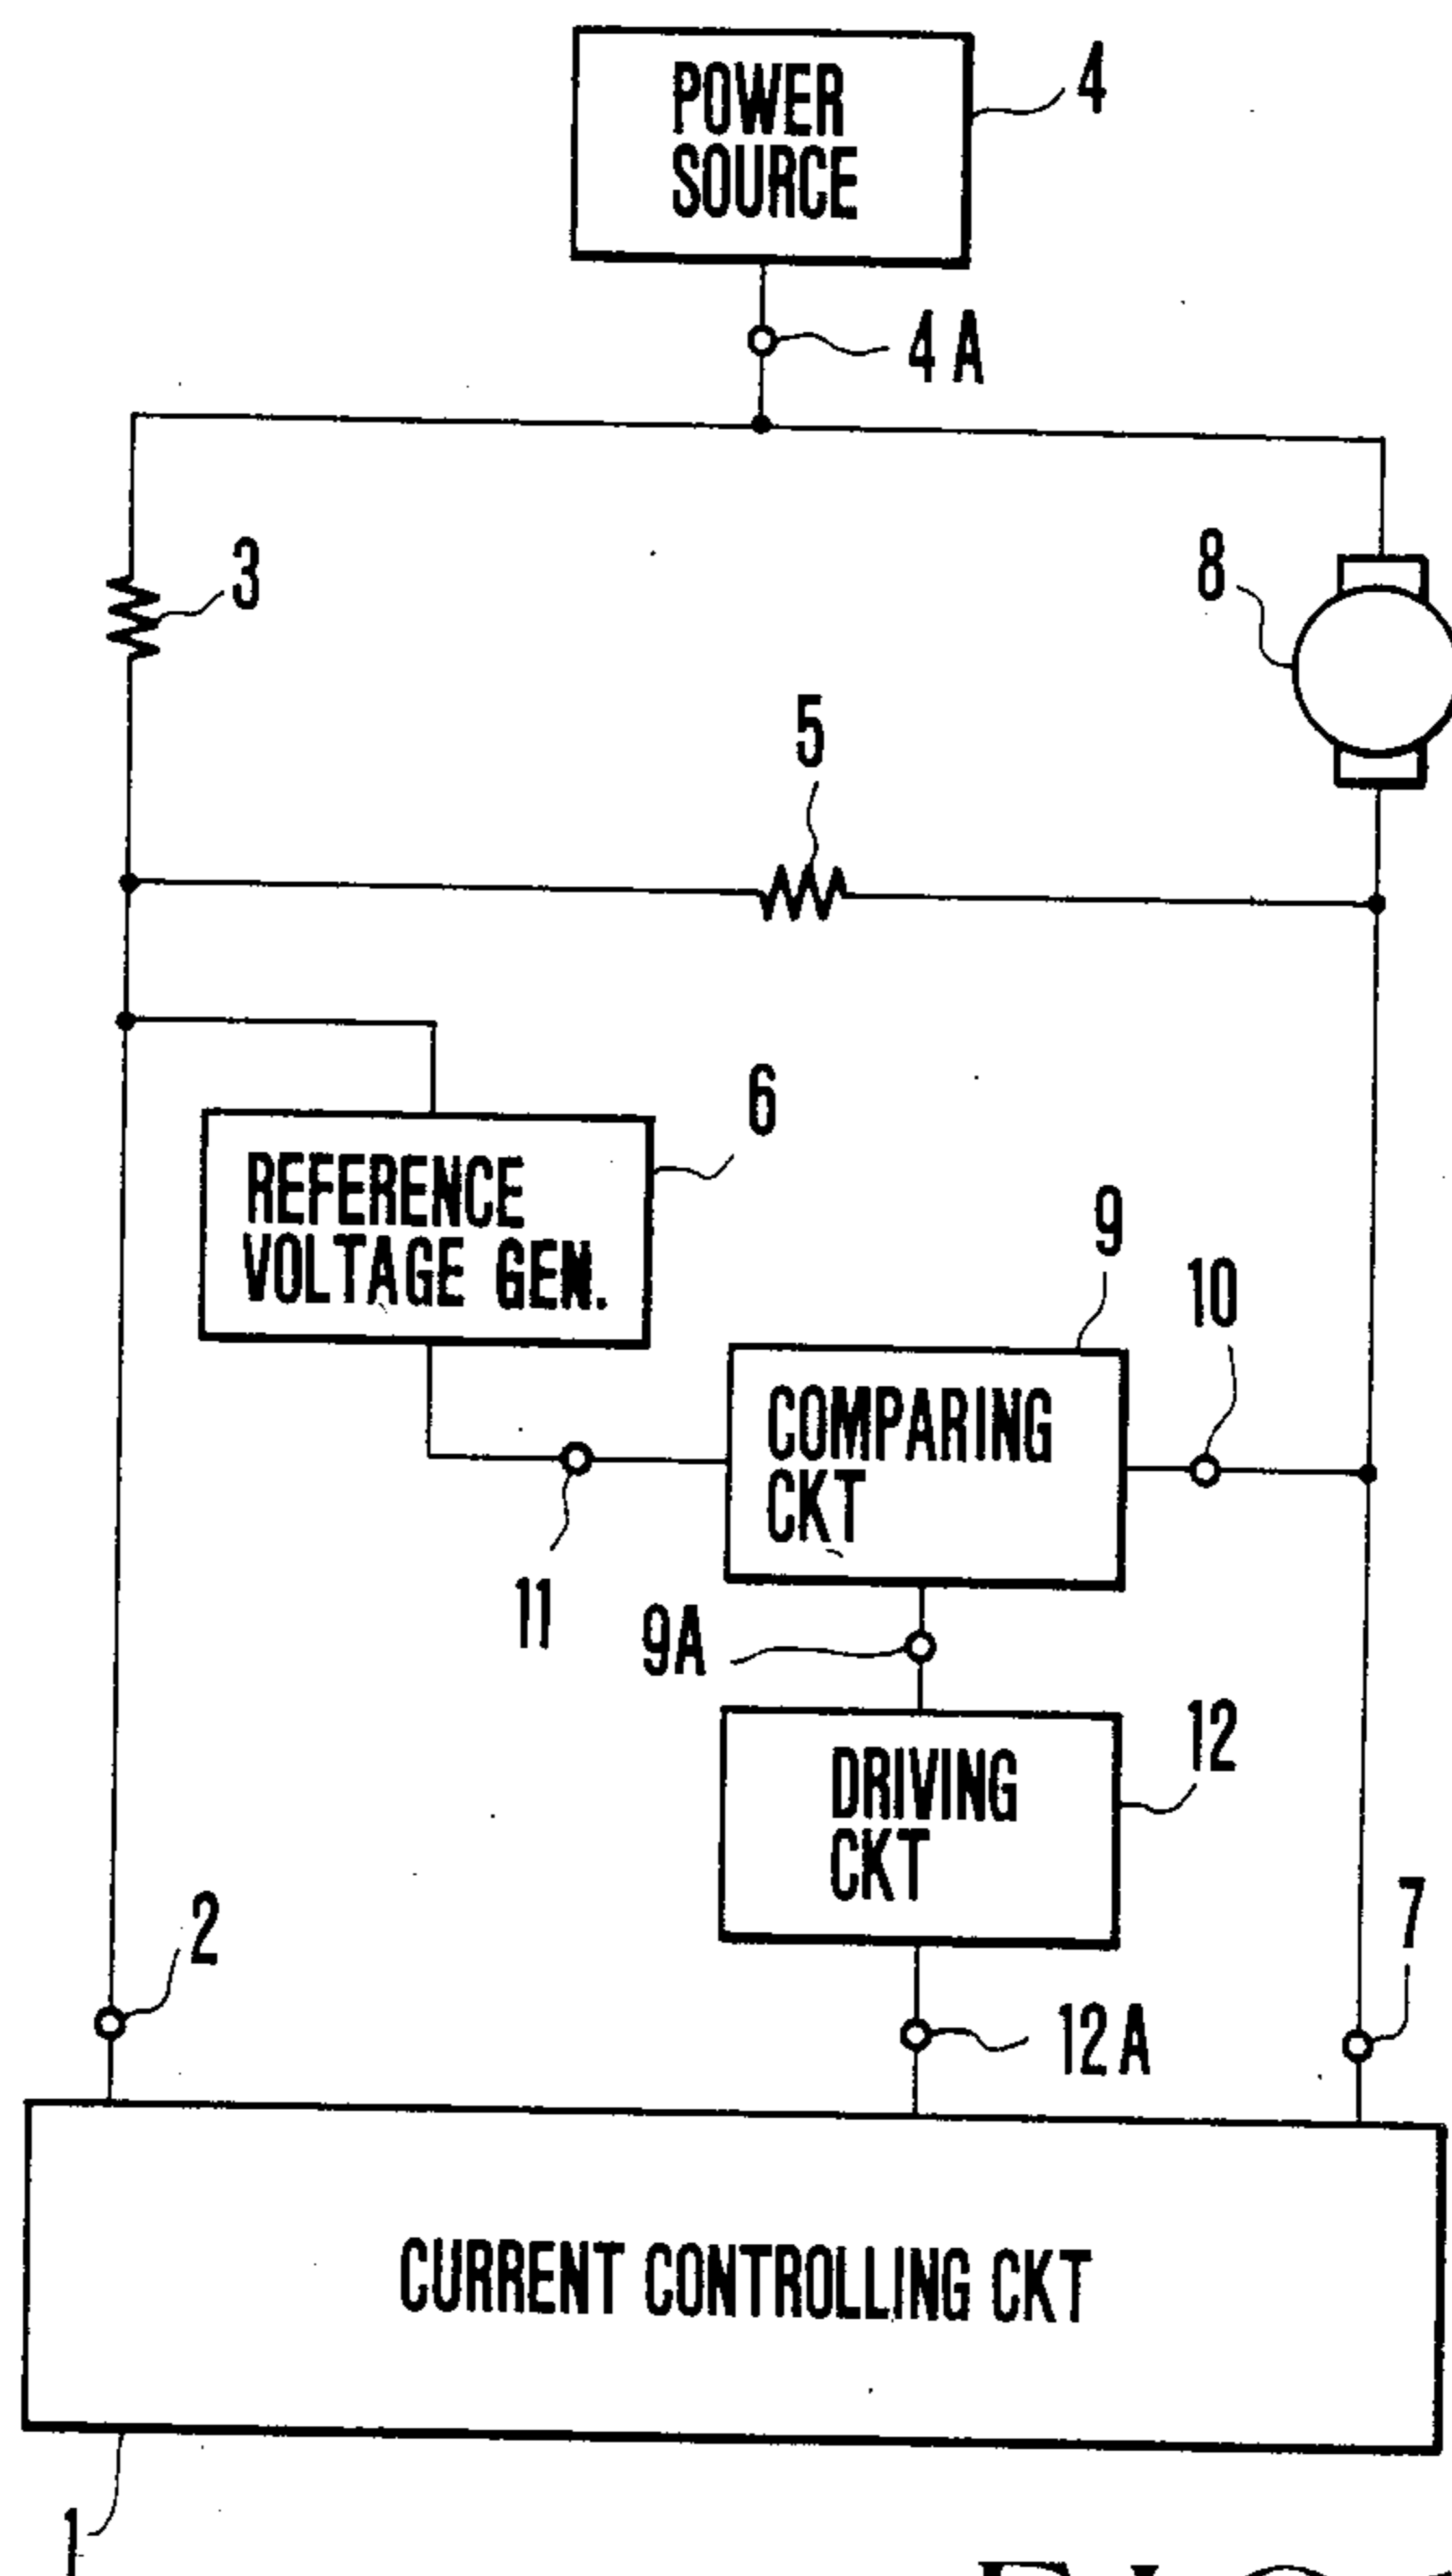 POWER
SOURCE
4
4A
3
8
5
6
REFERENCE
VOLTAGE GEN.
9
10
COMPARING
CKT
11
9A
12
DRIVING
CKT
2
7
12A
CURRENT CONTROLLING CKT
1